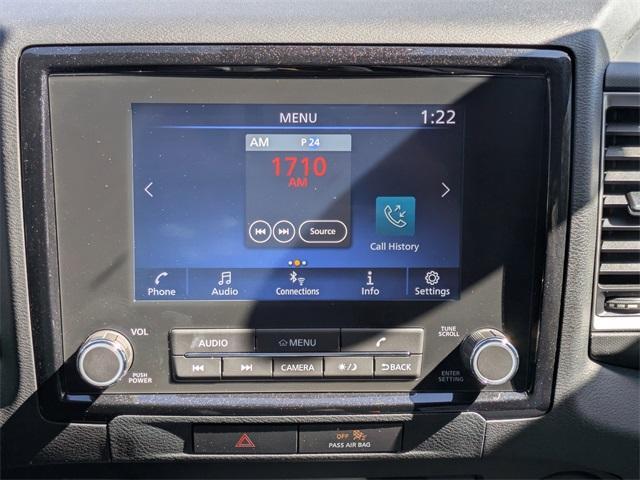 MENU 1:22
AM P 24
1710
AM
Source
Call History
Phone Audio Connections Info Settings
VOL
PUSH
POWER
AUDIO MENU
CAMERA BACK
TUNE
SCROLL
ENTER
SETTING
OFF
PASS AIR BAG